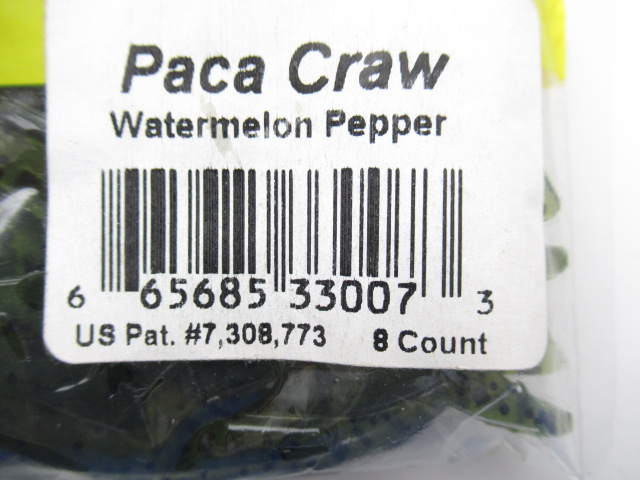 Paca Craw
Watermelon Pepper
6 65685 33007 3
US Pat. #7,308,773 8 Count